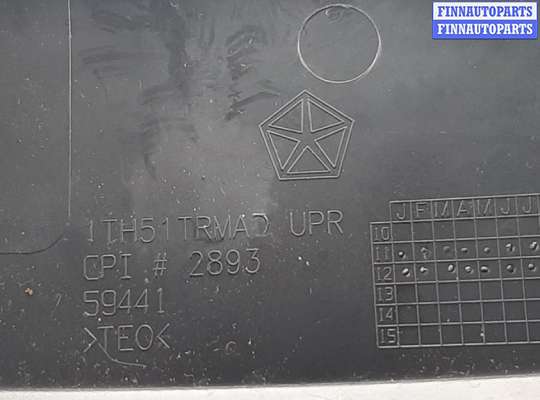 FINNAUTOPARTS
FINNAUTOPARTS
1TH51TRMAD UPR
CPI # 2893
59441
>TEO<
J F M A M J J
10
11
12
13
14
15